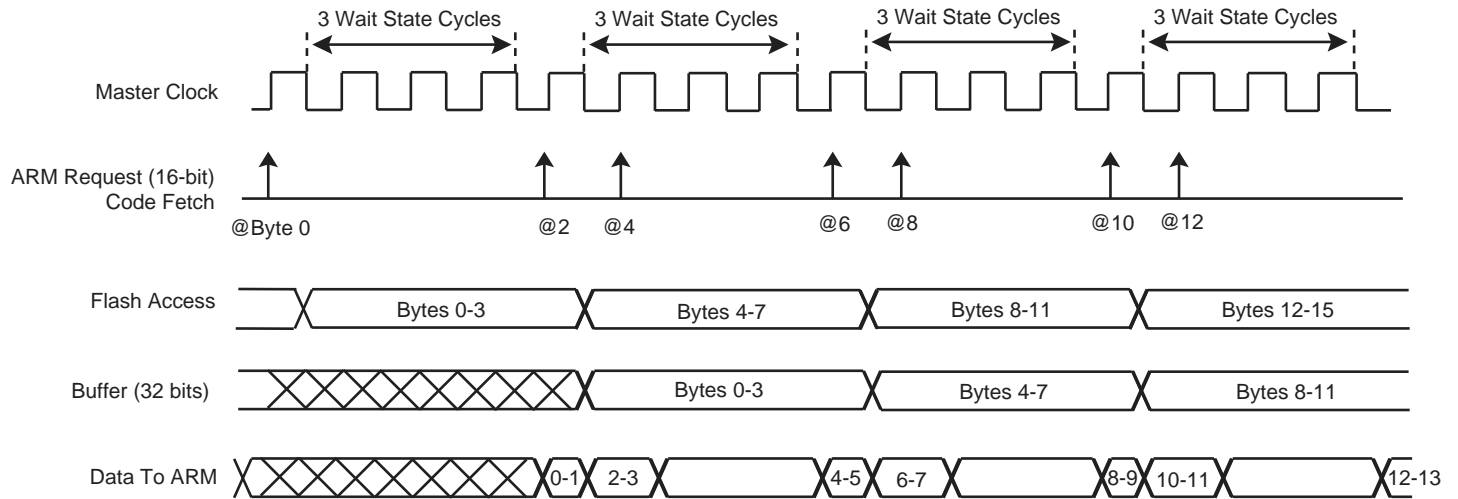 3 Wait State Cycles 3 Wait State Cycles 3 Wait State Cycles 3 Wait State Cycles
Master Clock
ARM Request (16-bit)
Code Fetch
@Byte 0 @2 @4 @6 @8 @10 @12
Flash Access Bytes 0-3 Bytes 4-7 Bytes 8-11 Bytes 12-15
Buffer (32 bits) Bytes 0-3 Bytes 4-7 Bytes 8-11
Data To ARM 0-1 2-3 4-5 6-7 8-9 10-11 12-13